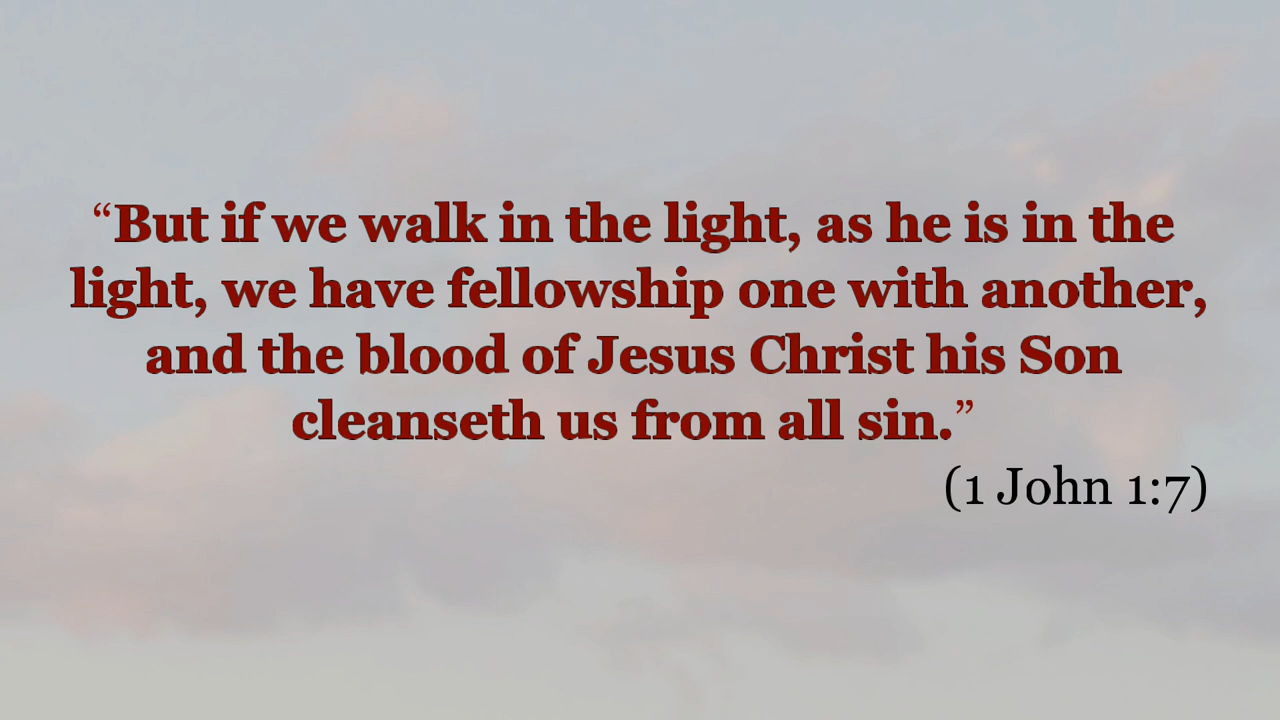 “But if we walk in the light, as he is in the
light, we have fellowship one with another,
and the blood of Jesus Christ his Son
cleanseth us from all sin.”
(1 John 1:7)